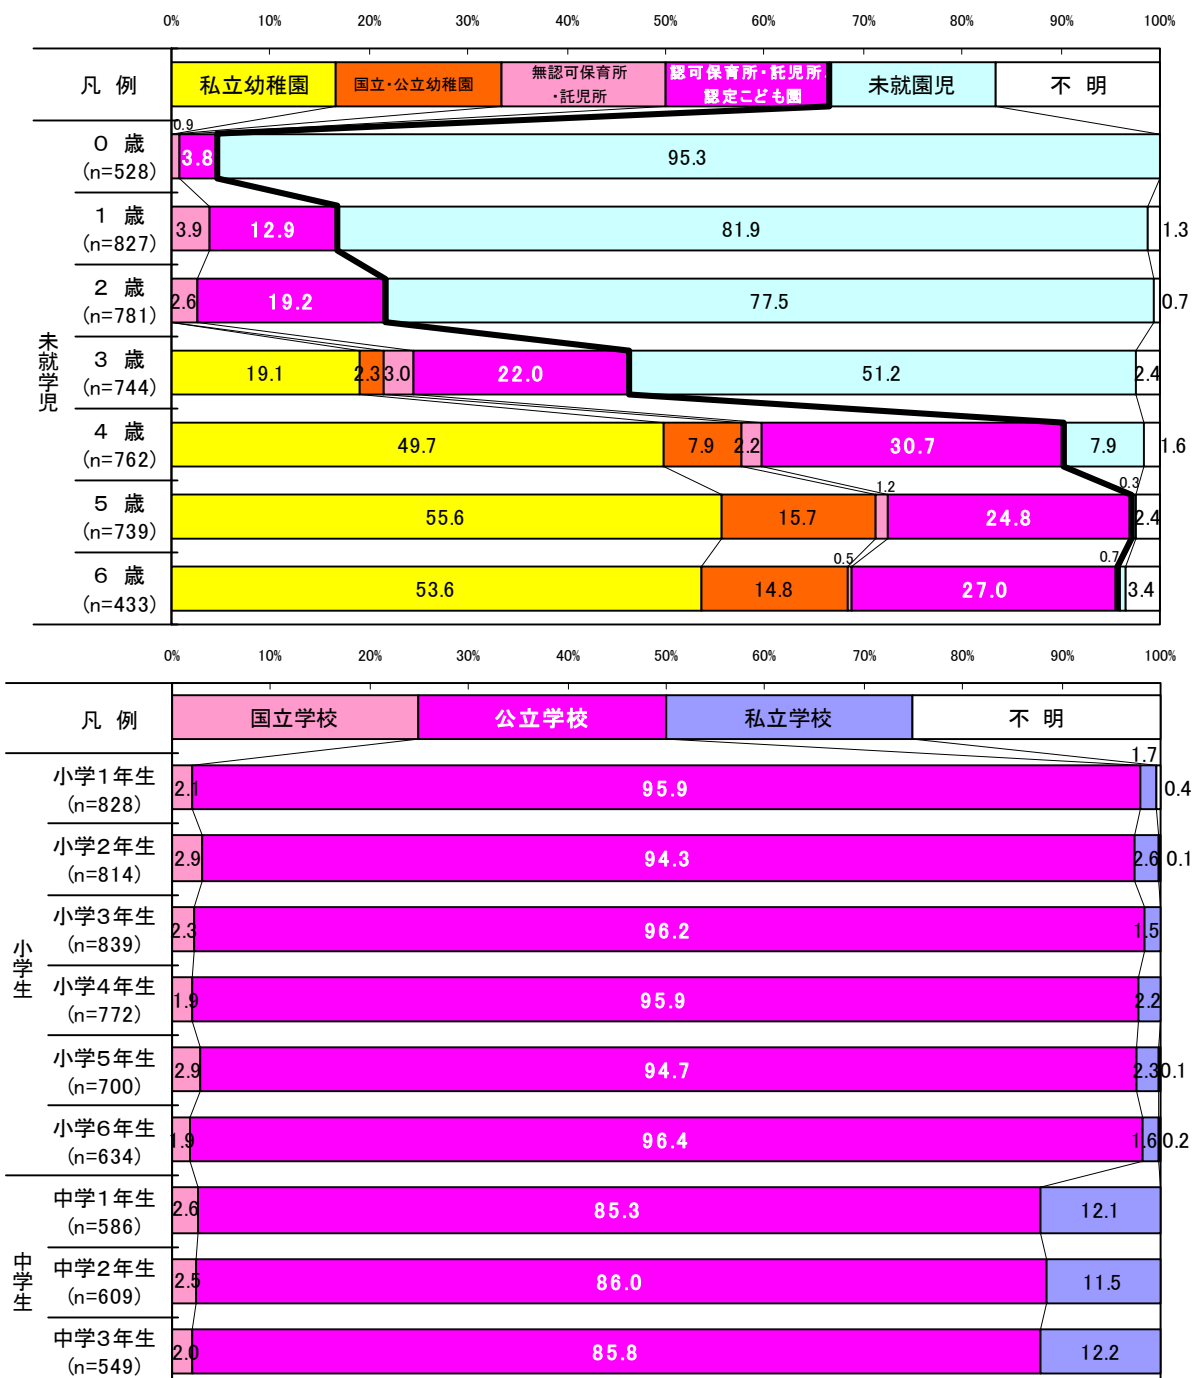 0% 10% 20% 30% 40% 50% 60% 70% 80% 90% 100%
凡 例 私立幼稚園 国立・公立幼稚園 無認可保育所・託児所 認可保育所・託児所、認定こども園 未就園児 不 明
未就学児
0 歳 (n=528) 0.9 3.8 95.3
1 歳 (n=827) 3.9 12.9 81.9 1.3
2 歳 (n=781) 2.6 19.2 77.5 0.7
3 歳 (n=744) 19.1 2.3 3.0 22.0 51.2 2.4
4 歳 (n=762) 49.7 7.9 2.2 30.7 7.9 1.6
5 歳 (n=739) 55.6 15.7 1.2 24.8 0.3 2.4
6 歳 (n=433) 53.6 14.8 0.5 27.0 0.7 3.4
0% 10% 20% 30% 40% 50% 60% 70% 80% 90% 100%
凡 例 国立学校 公立学校 私立学校 不 明
小学生
小学1年生 (n=828) 2.1 95.9 1.7 0.4
小学2年生 (n=814) 2.9 94.3 2.6 0.1
小学3年生 (n=839) 2.3 96.2 1.5
小学4年生 (n=772) 1.9 95.9 2.2
小学5年生 (n=700) 2.9 94.7 2.3 0.1
小学6年生 (n=634) 1.9 96.4 1.6 0.2
中学生
中学1年生 (n=586) 2.6 85.3 12.1
中学2年生 (n=609) 2.5 86.0 11.5
中学3年生 (n=549) 2.0 85.8 12.2